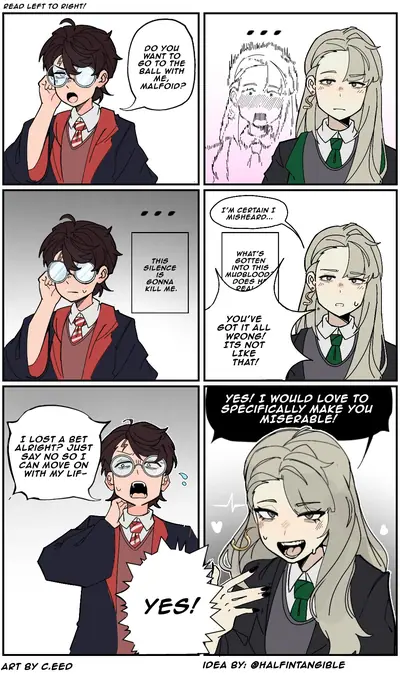 READ LEFT TO RIGHT!
DO YOU
WANT TO
GO TO THE
BALL WITH
ME,
MALFOID?
...
...
THIS
SILENCE
IS
GONNA
KILL ME.
I'M CERTAIN I
MISHEARD...
WHAT'S
GOTTEN
INTO THIS
MUDBLOOD
DOES H
REAL
YOU'VE
GOT IT ALL
WRONG!
ITS NOT
LIKE
THAT!
I LOST A BET
ALRIGHT? JUST
SAY NO SO I
CAN MOVE ON
WITH MY LIF-
YES!
YES! I WOULD LOVE TO
SPECIFICALLY MAKE YOU
MISERABLE!
ART BY C.EED
IDEA BY: @HALFINTANGIBLE